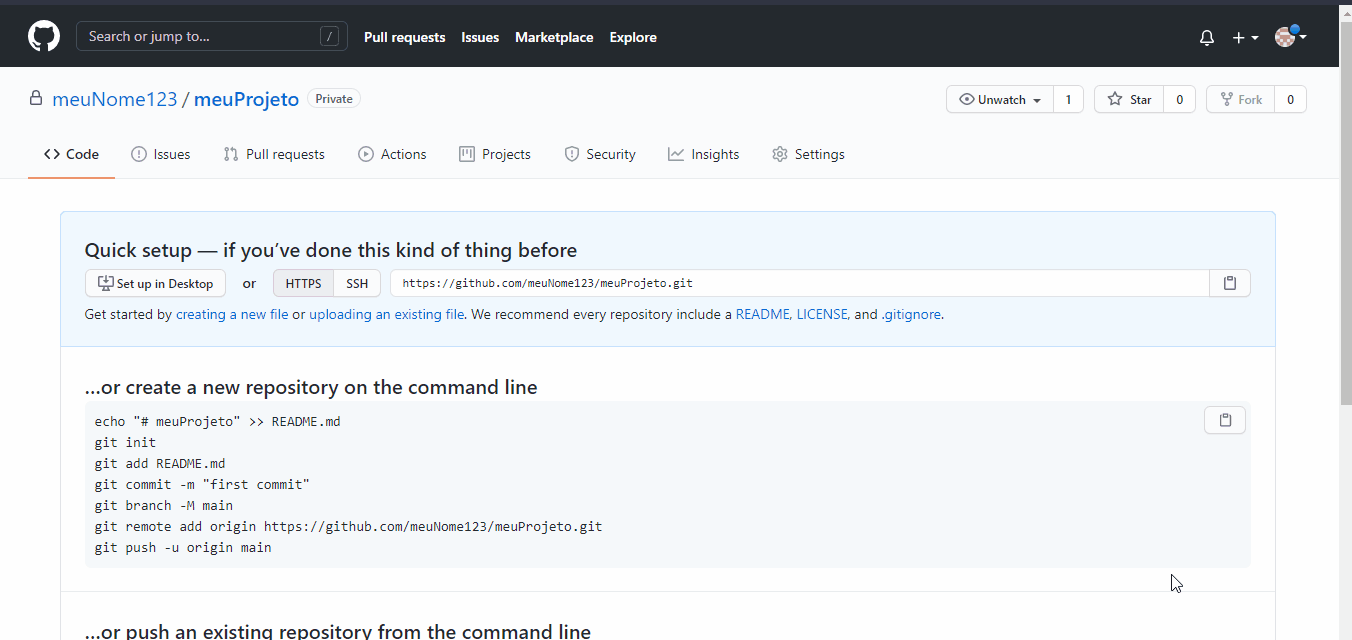 Search or jump to... /
Pull requests Issues Marketplace Explore
meuNome123 / meuProjeto Private
Unwatch 1 Star 0 Fork 0
Code Issues Pull requests Actions Projects Security Insights Settings
Quick setup — if you’ve done this kind of thing before
Set up in Desktop or HTTPS SSH https://github.com/meuNome123/meuProjeto.git
Get started by creating a new file or uploading an existing file. We recommend every repository include a README, LICENSE, and .gitignore.
…or create a new repository on the command line
echo "# meuProjeto" >> README.md
git init
git add README.md
git commit -m "first commit"
git branch -M main
git remote add origin https://github.com/meuNome123/meuProjeto.git
git push -u origin main
…or push an existing repository from the command line